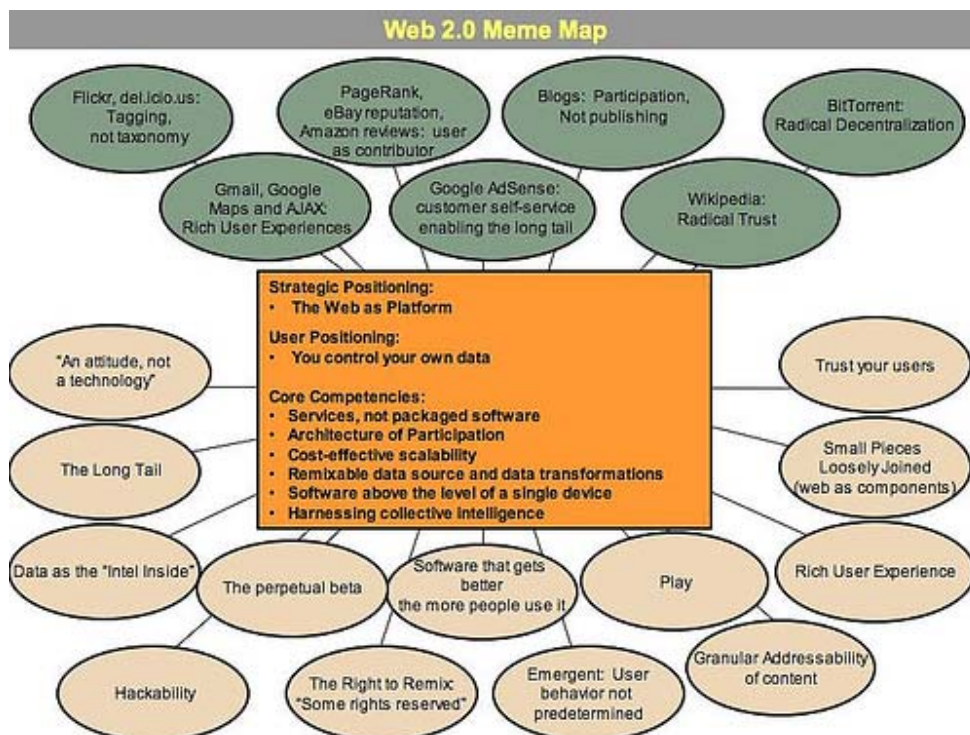 Web 2.0 Meme Map
Flickr, del.icio.us:
Tagging,
not taxonomy
PageRank,
eBay reputation,
Amazon reviews: user
as contributor
Blogs: Participation,
Not publishing
BitTorrent:
Radical Decentralization
Gmail, Google
Maps and AJAX:
Rich User Experiences
Google AdSense:
customer self-service
enabling the long tail
Wikipedia:
Radical Trust
Strategic Positioning:
• The Web as Platform
User Positioning:
• You control your own data
Core Competencies:
• Services, not packaged software
• Architecture of Participation
• Cost-effective scalability
• Remixable data source and data transformations
• Software above the level of a single device
• Harnessing collective intelligence
"An attitude, not
a technology"
Trust your users
The Long Tail
Small Pieces
Loosely Joined
(web as components)
Data as the "Intel Inside"
The perpetual beta
Software that gets
better
the more people use it
Play
Rich User Experience
Hackability
The Right to Remix:
"Some rights reserved"
Emergent: User
behavior not
predetermined
Granular Addressability
of content